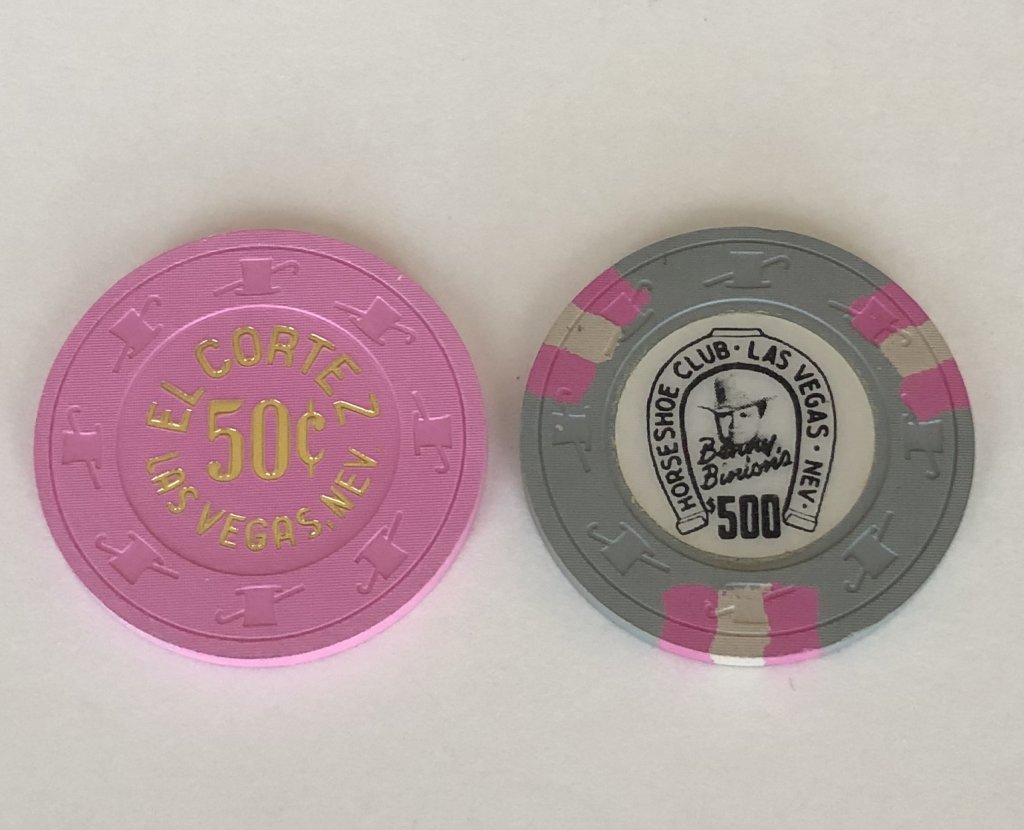 EL CORTEZ
50¢
LAS VEGAS, NEV.
HORSESHOE CLUB · LAS VEGAS · NEV.
Benny
Binion's
$500